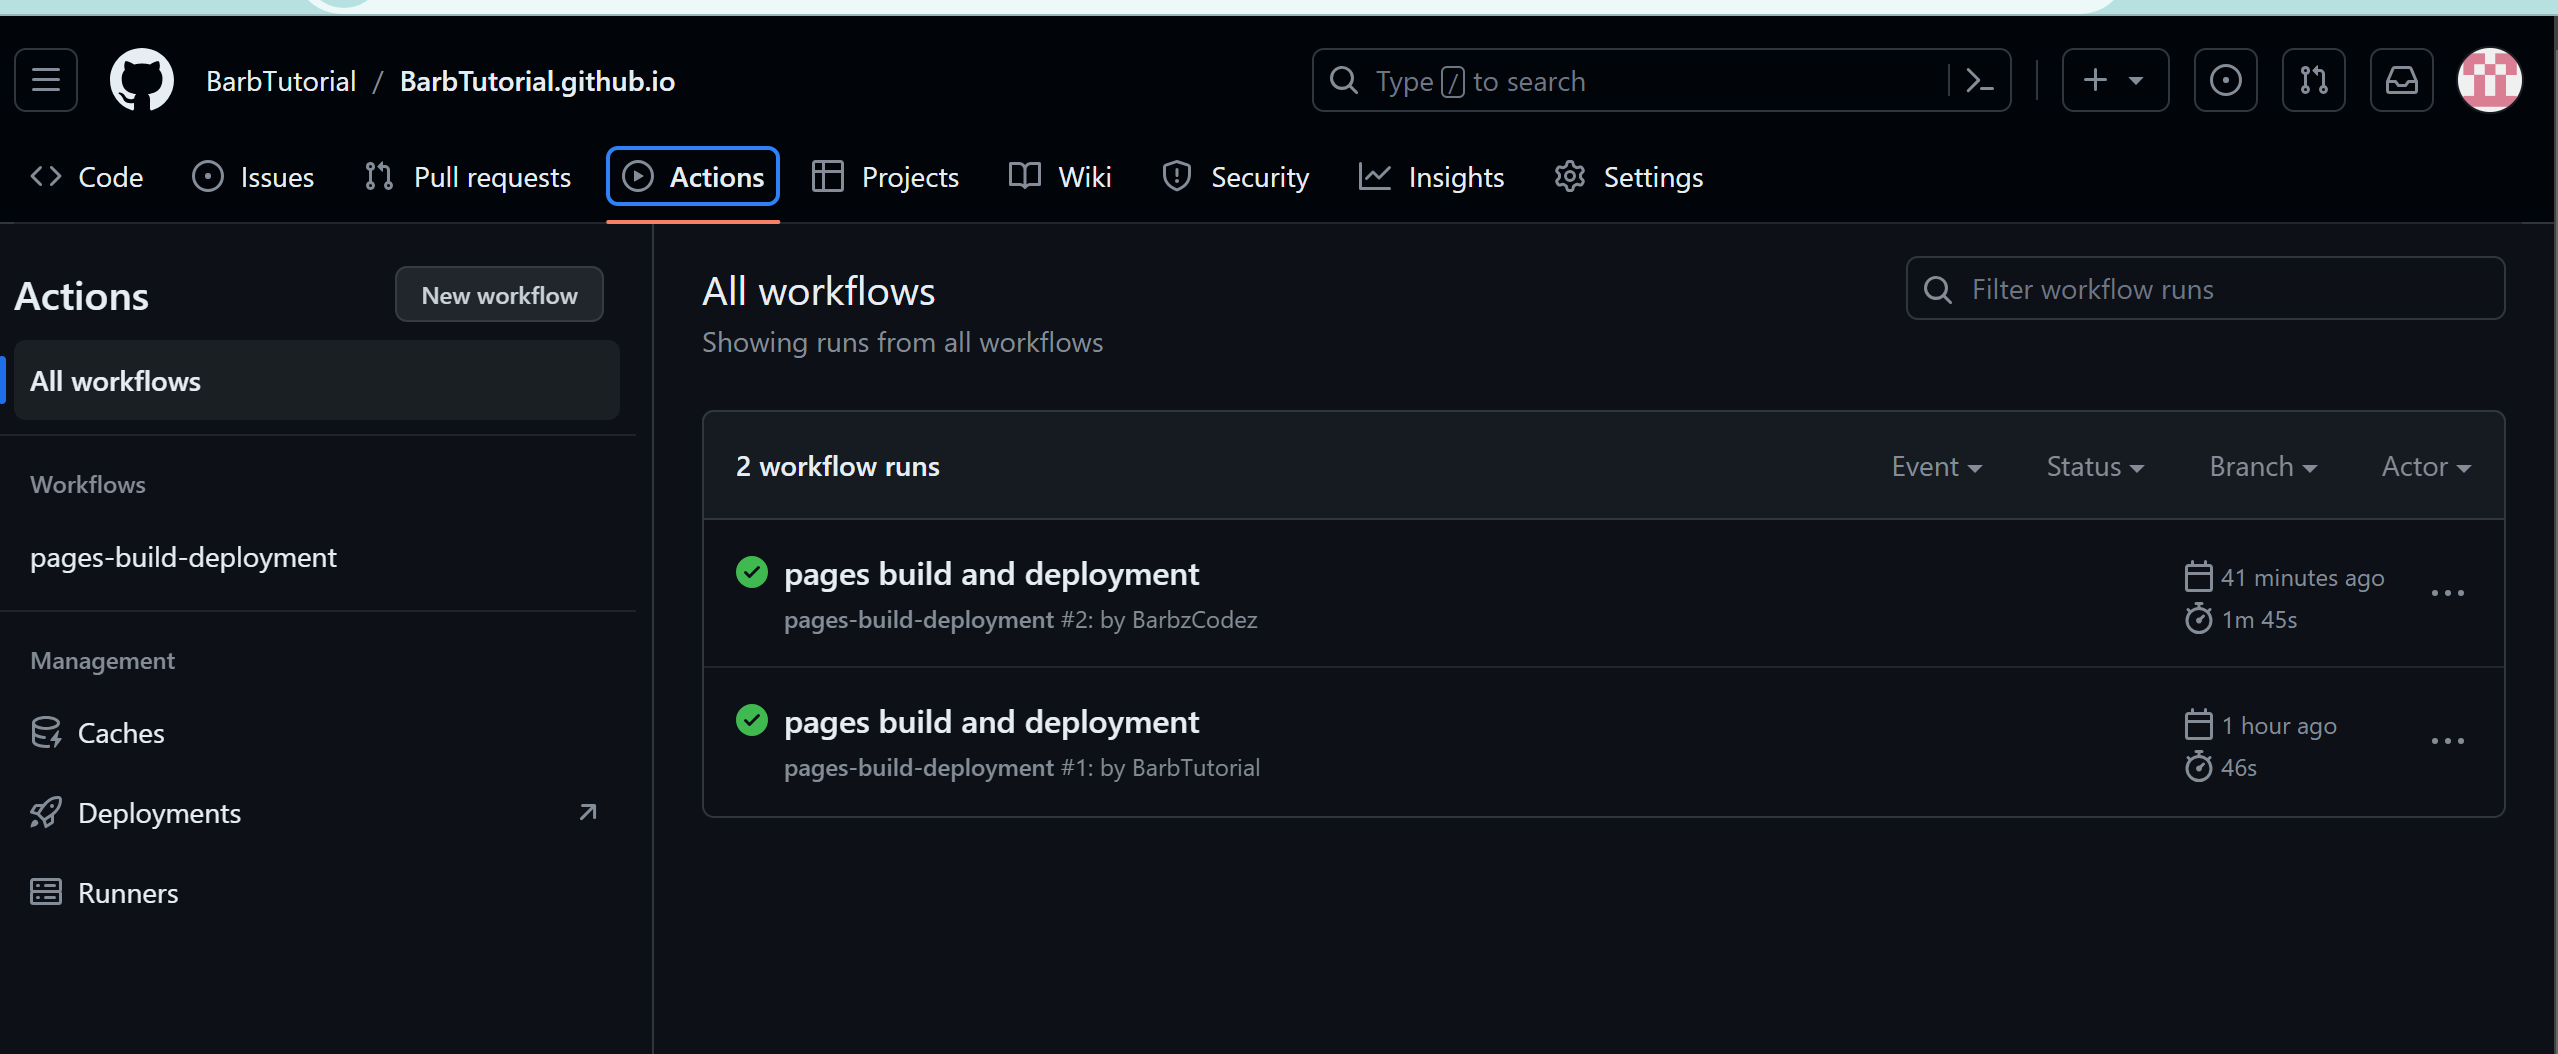 BarbTutorial / BarbTutorial.github.io
Type / to search
Code Issues Pull requests Actions Projects Wiki Security Insights Settings
Actions
New workflow
All workflows
Workflows
pages-build-deployment
Management
Caches
Deployments
Runners
All workflows
Showing runs from all workflows
Filter workflow runs
2 workflow runs
Event Status Branch Actor
pages build and deployment
pages-build-deployment #2: by BarbzCodez
41 minutes ago
1m 45s
pages build and deployment
pages-build-deployment #1: by BarbTutorial
1 hour ago
46s